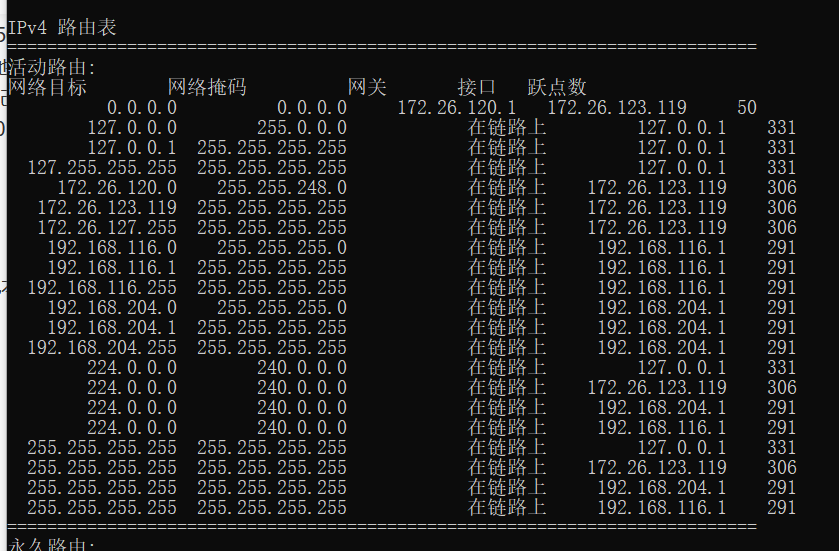 IPv4 路由表
===========================================================================
活动路由:
网络目标 网络掩码 网关 接口 跃点数
0.0.0.0 0.0.0.0 172.26.120.1 172.26.123.119 50
127.0.0.0 255.0.0.0 在链路上 127.0.0.1 331
127.0.0.1 255.255.255.255 在链路上 127.0.0.1 331
127.255.255.255 255.255.255.255 在链路上 127.0.0.1 331
172.26.120.0 255.255.248.0 在链路上 172.26.123.119 306
172.26.123.119 255.255.255.255 在链路上 172.26.123.119 306
172.26.127.255 255.255.255.255 在链路上 172.26.123.119 306
192.168.116.0 255.255.255.0 在链路上 192.168.116.1 291
192.168.116.1 255.255.255.255 在链路上 192.168.116.1 291
192.168.116.255 255.255.255.255 在链路上 192.168.116.1 291
192.168.204.0 255.255.255.0 在链路上 192.168.204.1 291
192.168.204.1 255.255.255.255 在链路上 192.168.204.1 291
192.168.204.255 255.255.255.255 在链路上 192.168.204.1 291
224.0.0.0 240.0.0.0 在链路上 127.0.0.1 331
224.0.0.0 240.0.0.0 在链路上 172.26.123.119 306
224.0.0.0 240.0.0.0 在链路上 192.168.204.1 291
224.0.0.0 240.0.0.0 在链路上 192.168.116.1 291
255.255.255.255 255.255.255.255 在链路上 127.0.0.1 331
255.255.255.255 255.255.255.255 在链路上 172.26.123.119 306
255.255.255.255 255.255.255.255 在链路上 192.168.204.1 291
255.255.255.255 255.255.255.255 在链路上 192.168.116.1 291
===========================================================================
永久路由: